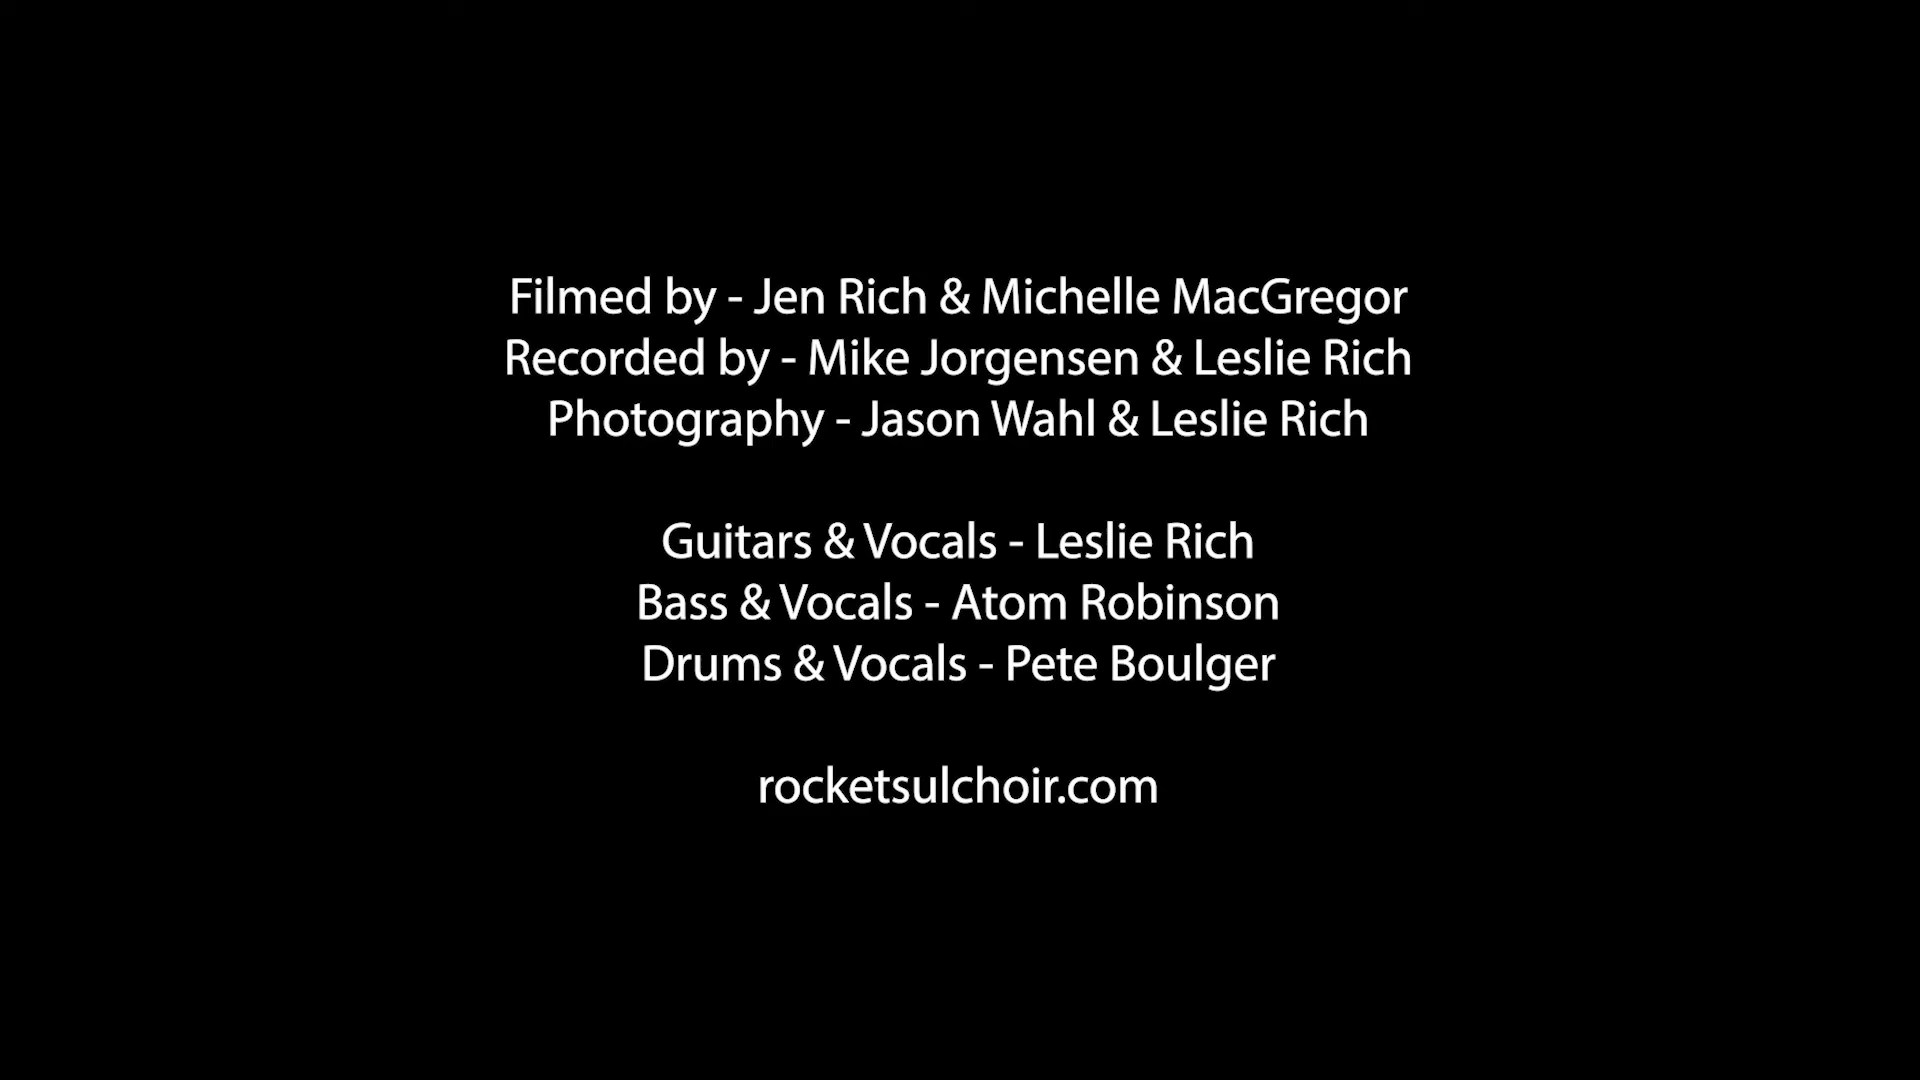 Filmed by - Jen Rich & Michelle MacGregor
Recorded by - Mike Jorgensen & Leslie Rich
Photography - Jason Wahl & Leslie Rich
Guitars & Vocals - Leslie Rich
Bass & Vocals - Atom Robinson
Drums & Vocals - Pete Boulger
rocketsulchoir.com